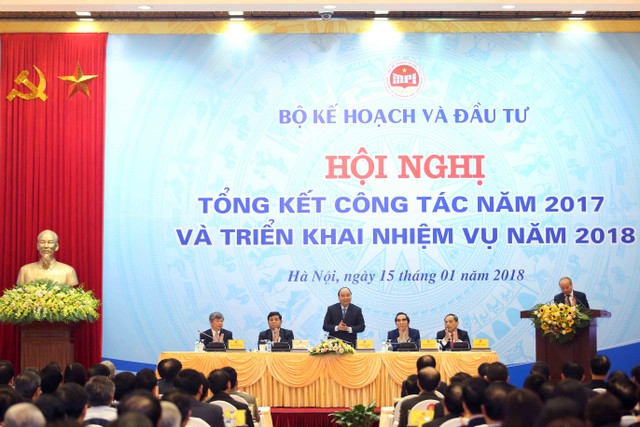 mpi
BỘ KẾ HOẠCH VÀ ĐẦU TƯ
HỘI NGHỊ
TỔNG KẾT CÔNG TÁC NĂM 2017
VÀ TRIỂN KHAI NHIỆM VỤ NĂM 2018
Hà Nội, ngày 15 tháng 01 năm 2018